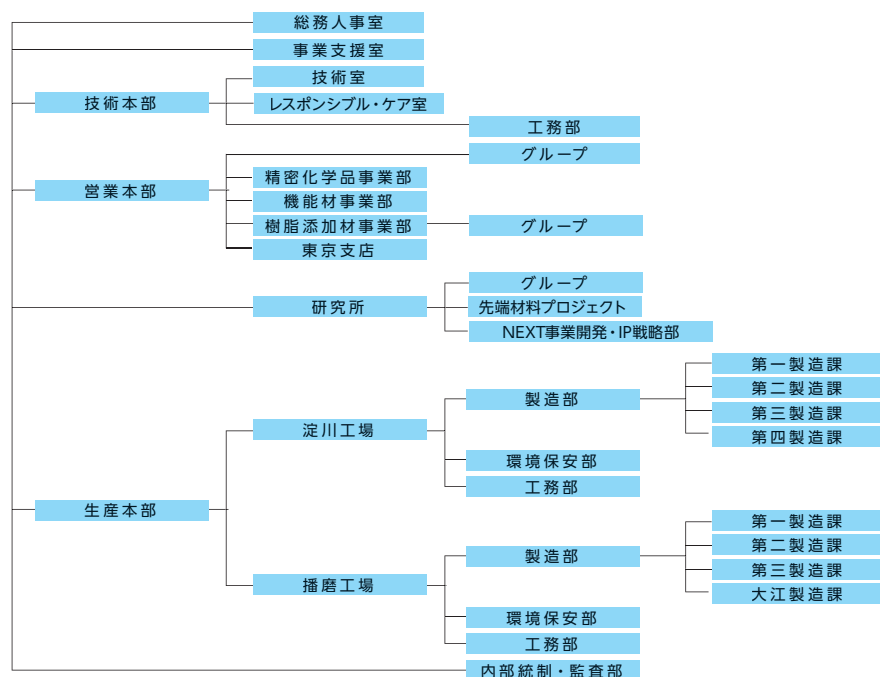 総務人事室
事業支援室
技術室
技術本部
レスポンシブル・ケア室
工務部
グループ
精密化学品事業部
営業本部
機能材事業部
樹脂添加材事業部
グループ
東京支店
グループ
研究所
先端材料プロジェクト
NEXT事業開発・IP戦略部
第一製造課
第二製造課
製造部
第三製造課
淀川工場
第四製造課
環境保安部
工務部
生産本部
第一製造課
第二製造課
製造部
第三製造課
播磨工場
大江製造課
環境保安部
工務部
内部統制・監査部